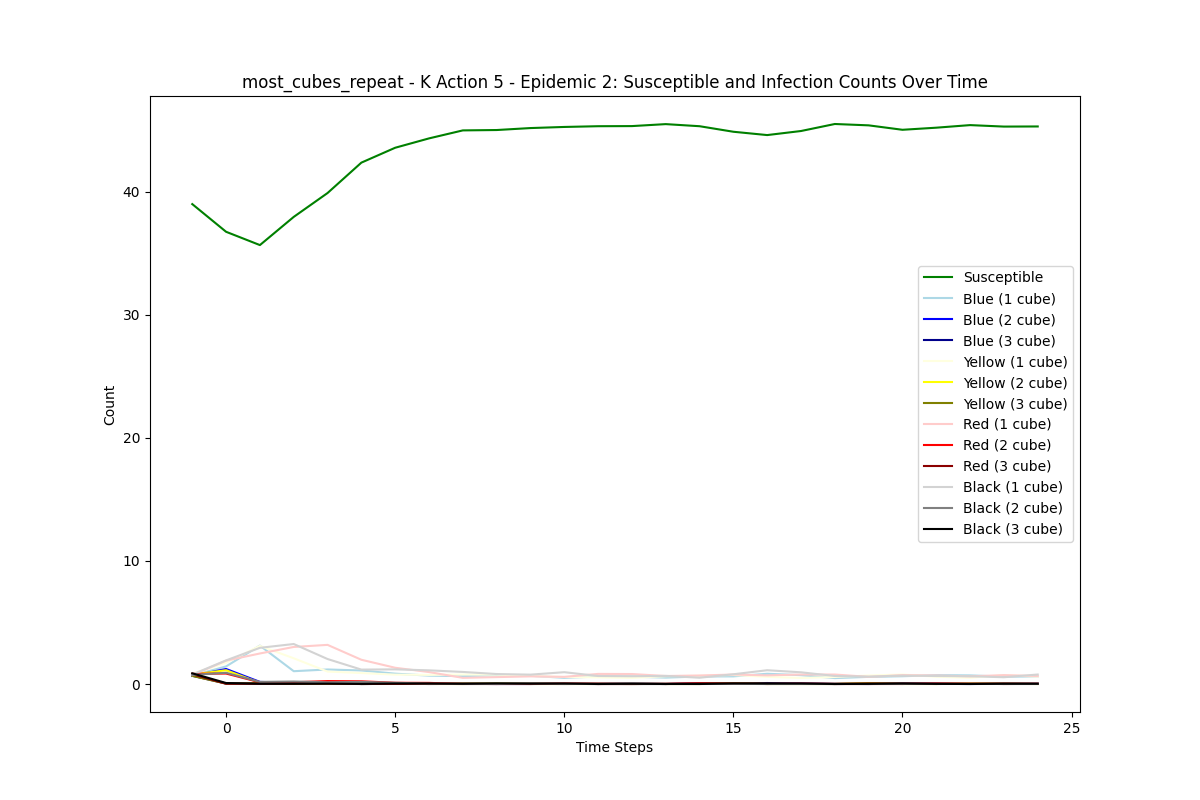 most_cubes_repeat - K Action 5 - Epidemic 2: Susceptible and Infection Counts Over Time
40
30
20
10
0
Count
0
5
10
15
20
25
Time Steps
Susceptible
Blue (1 cube)
Blue (2 cube)
Blue (3 cube)
Yellow (1 cube)
Yellow (2 cube)
Yellow (3 cube)
Red (1 cube)
Red (2 cube)
Red (3 cube)
Black (1 cube)
Black (2 cube)
Black (3 cube)